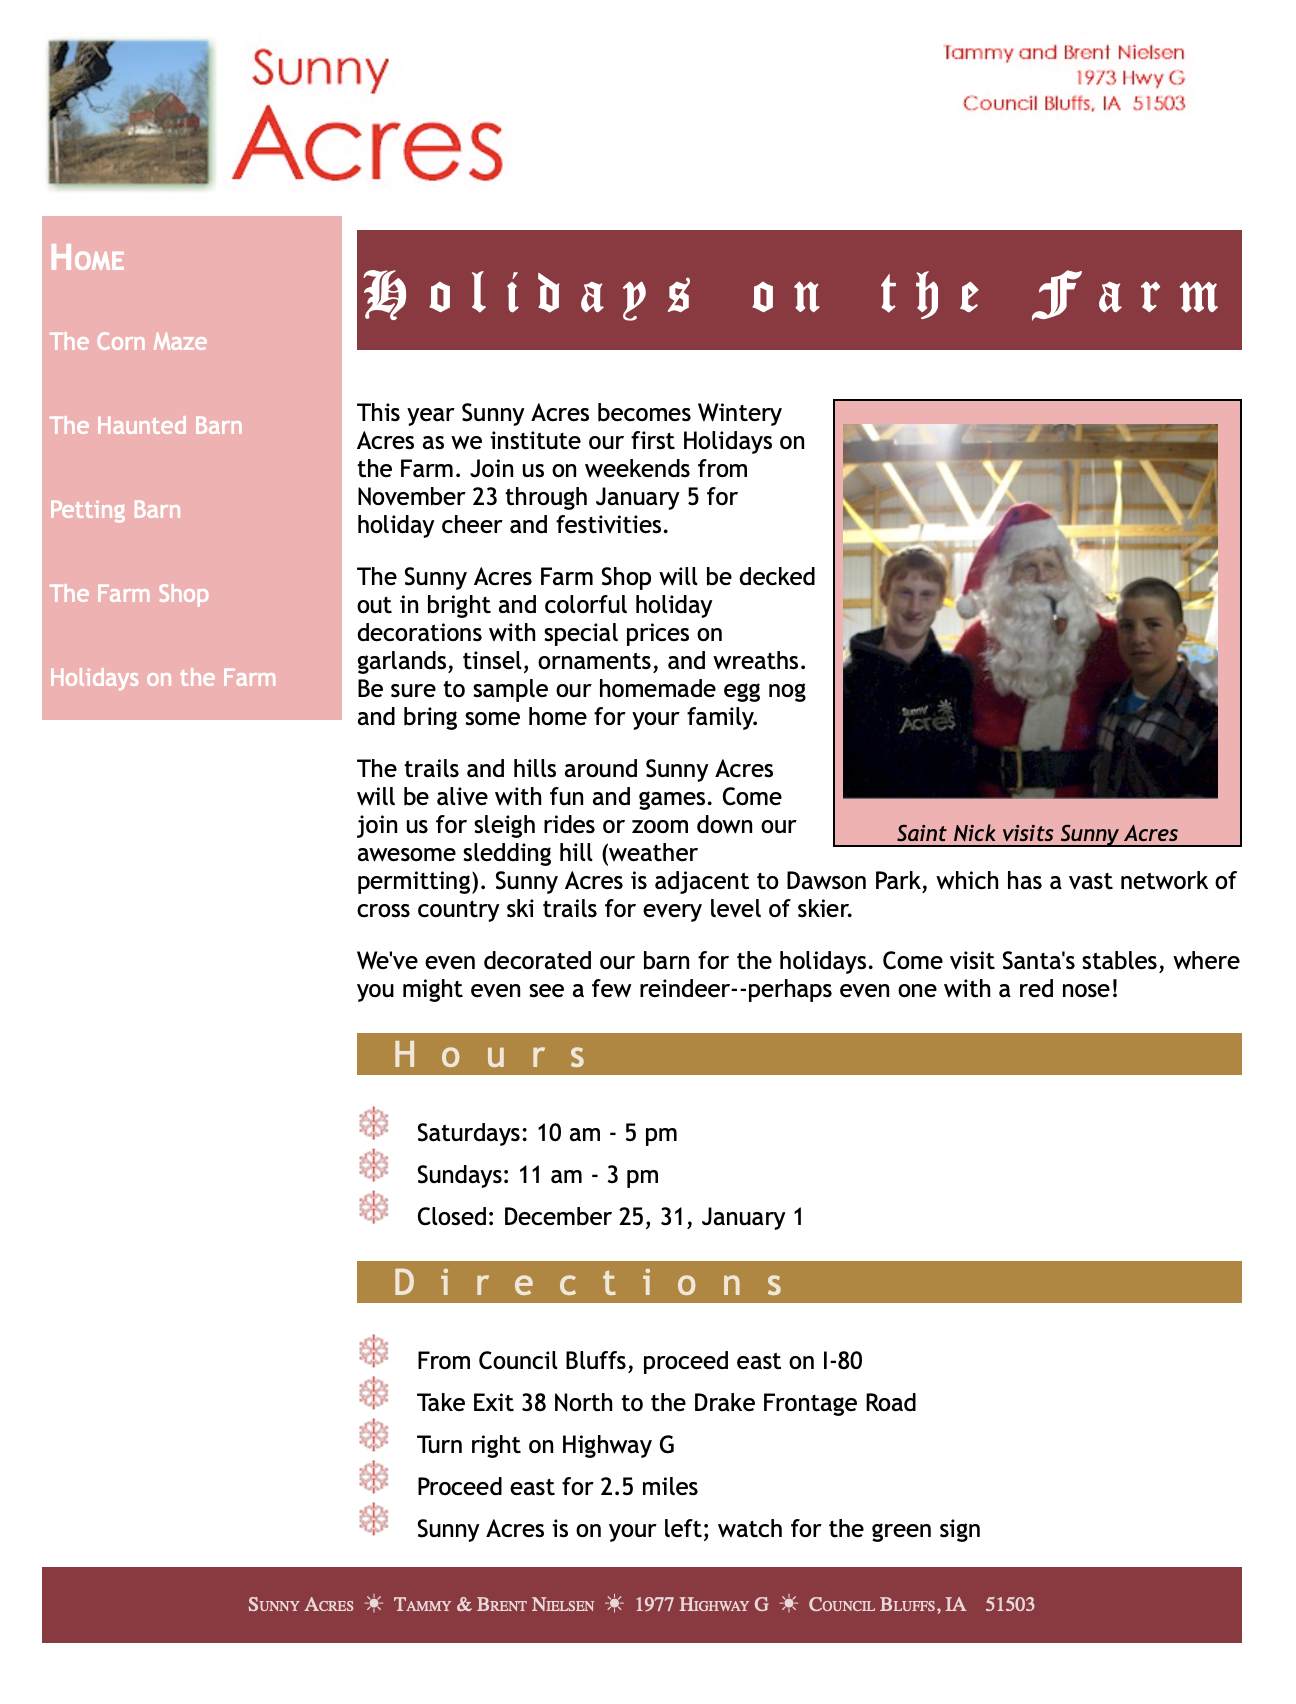 Sunny
Acres
Tammy and Brent Nielsen
1973 Hwy G
Council Bluffs, IA 51503
Home
The Corn Maze
The Haunted Barn
Petting Barn
The Farm Shop
Holidays on the Farm
Holidays on the Farm
This year Sunny Acres becomes Wintery
Acres as we institute our first Holidays on
the Farm. Join us on weekends from
November 23 through January 5 for
holiday cheer and festivities.
The Sunny Acres Farm Shop will be decked
out in bright and colorful holiday
decorations with special prices on
garlands, tinsel, ornaments, and wreaths.
Be sure to sample our homemade egg nog
and bring some home for your family.
The trails and hills around Sunny Acres
will be alive with fun and games. Come
join us for sleigh rides or zoom down our
awesome sledding hill (weather
permitting). Sunny Acres is adjacent to Dawson Park, which has a vast network of
cross country ski trails for every level of skier.
Sunny
Acres
Saint Nick visits Sunny Acres
We've even decorated our barn for the holidays. Come visit Santa's stables, where
you might even see a few reindeer--perhaps even one with a red nose!
Hours
Saturdays: 10 am - 5 pm
Sundays: 11 am - 3 pm
Closed: December 25, 31, January 1
Directions
From Council Bluffs, proceed east on I-80
Take Exit 38 North to the Drake Frontage Road
Turn right on Highway G
Proceed east for 2.5 miles
Sunny Acres is on your left; watch for the green sign
Sunny Acres ☀ Tammy & Brent Nielsen ☀ 1977 Highway G ☀ Council Bluffs, IA 51503